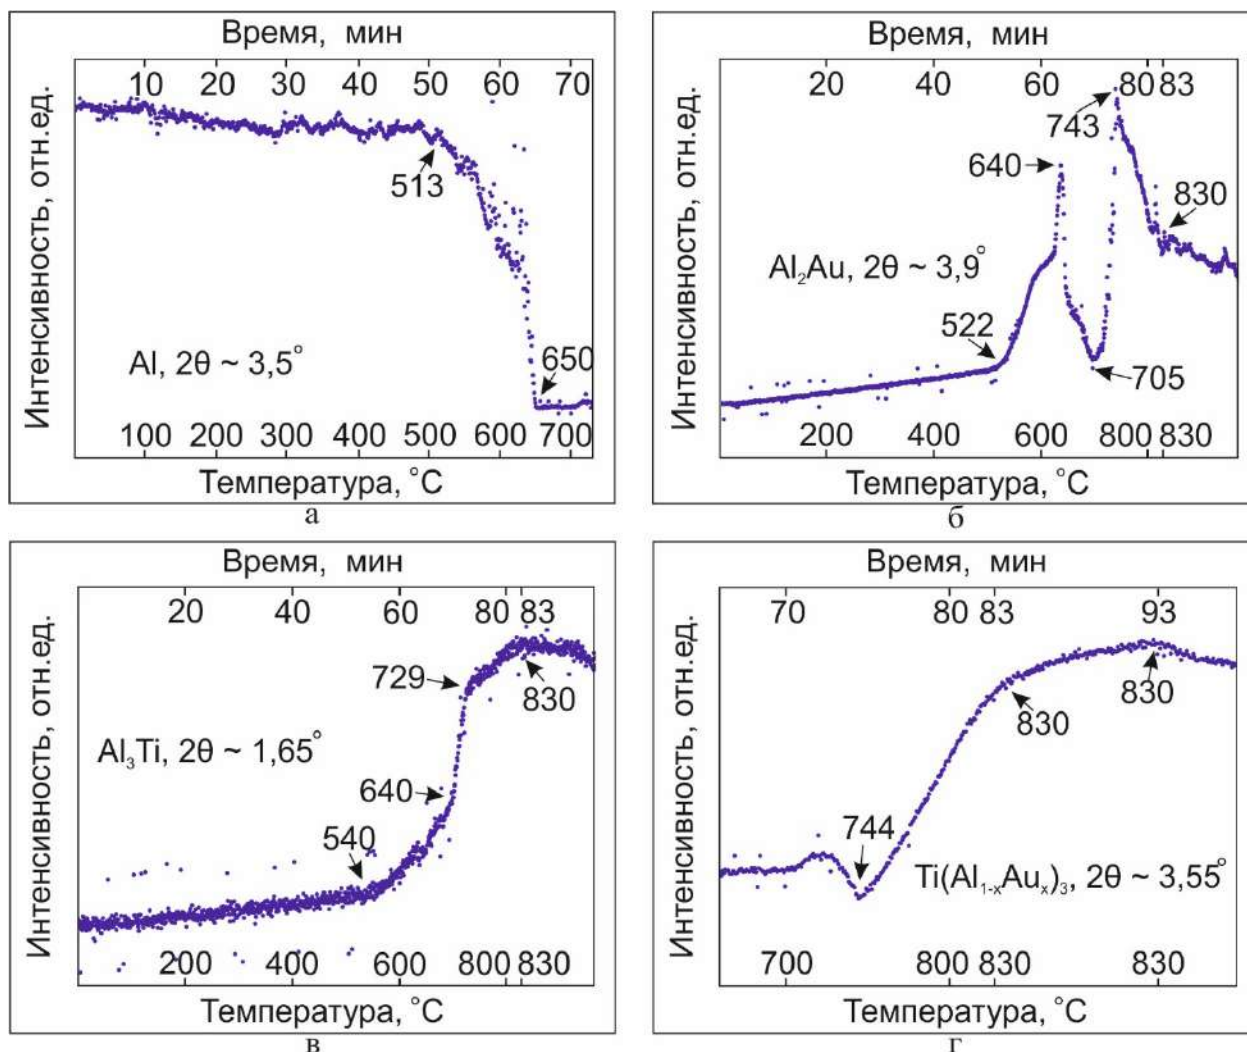 Время, мин
10 20 30 40 50 60 70
Интенсивность, отн.ед.
513
650
Al, 2θ ~ 3,5°
100 200 300 400 500 600 700
Температура, °C
а
Время, мин
20 40 60 80 83
Интенсивность, отн.ед.
743
640
830
Al₂Au, 2θ ~ 3,9°
522
705
200 400 600 800 830
Температура, °C
б
Время, мин
20 40 60 80 83
Интенсивность, отн.ед.
729
830
Al₃Ti, 2θ ~ 1,65°
640
540
200 400 600 800 830
Температура, °C
в
Время, мин
70 80 83 93
Интенсивность, отн.ед.
830
830
744
Ti(Al₁₋ₓAuₓ)₃, 2θ ~ 3,55°
700 800 830 830
Температура, °C
г